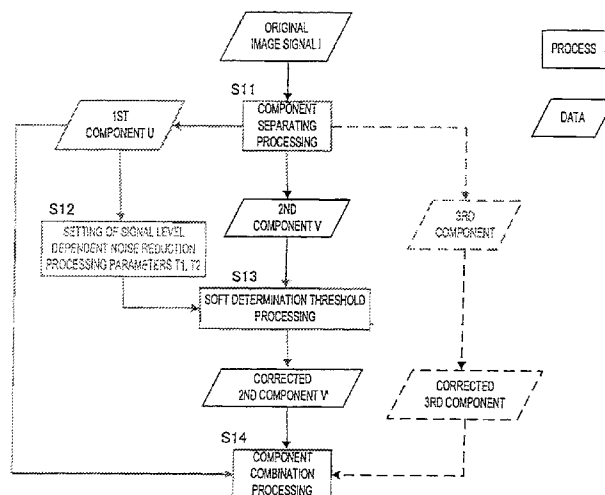 ORIGINAL
IMAGE SIGNAL I
PROCESS
S11
1ST
COMPONENT U
COMPONENT
SEPARATING
PROCESSING
DATA
S12
2ND
COMPONENT V
3RD
COMPONENT
SETTING OF SIGNAL LEVEL
DEPENDENT NOISE REDUCTION
PROCESSING PARAMETERS T1, T2
S13
SOFT DETERMINATION THRESHOLD
PROCESSING
CORRECTED
2ND COMPONENT V'
CORRECTED
3RD COMPONENT
S14
COMPONENT
COMBINATION
PROCESSING